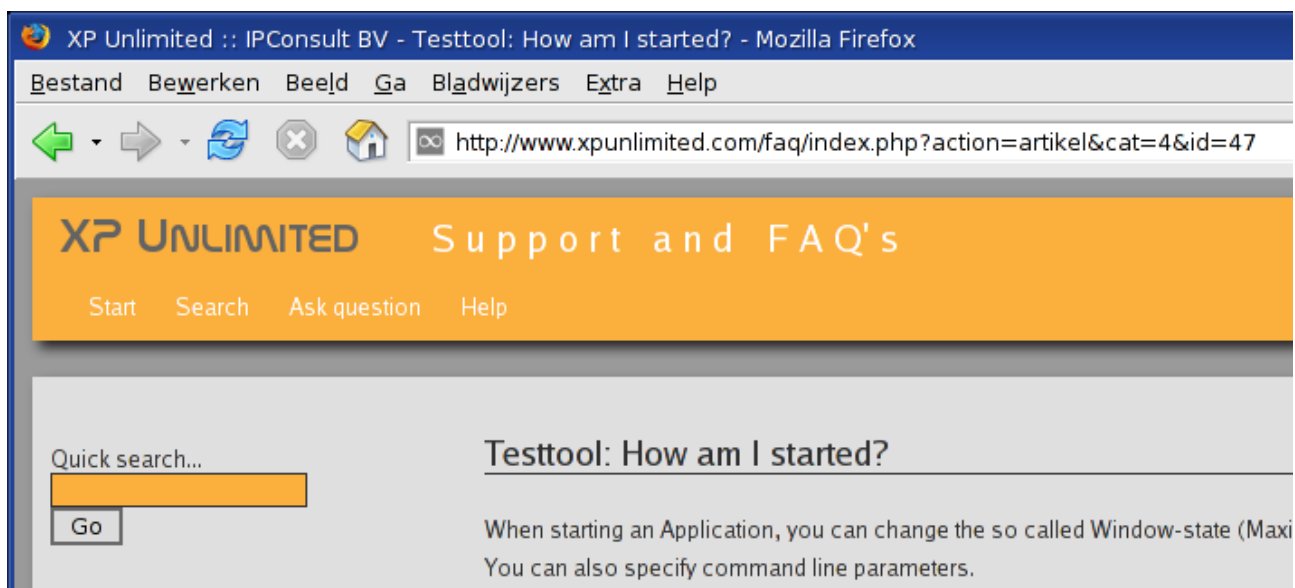 XP Unlimited :: IPConsult BV - Testtool: How am I started? - Mozilla Firefox
Bestand Bewerken Beeld Ga Bladwijzers Extra Help
http://www.xpunlimited.com/faq/index.php?action=artikel&cat=4&id=47
XP UNLIMITED Support and FAQ's
Start Search Ask question Help
Quick search...
Go
Testtool: How am I started?
When starting an Application, you can change the so called Window-state (Maxi
You can also specify command line parameters.